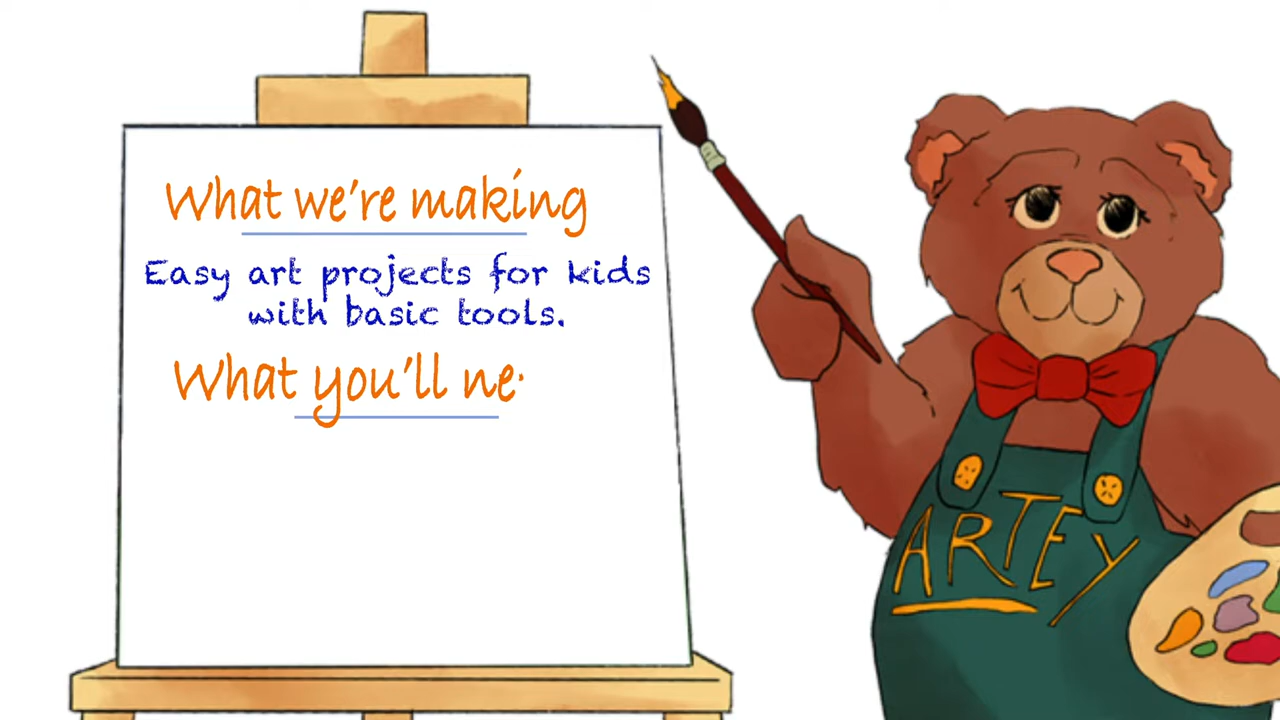 What we're making
Easy art projects for kids
with basic tools.
What you'll ne
ARTEY